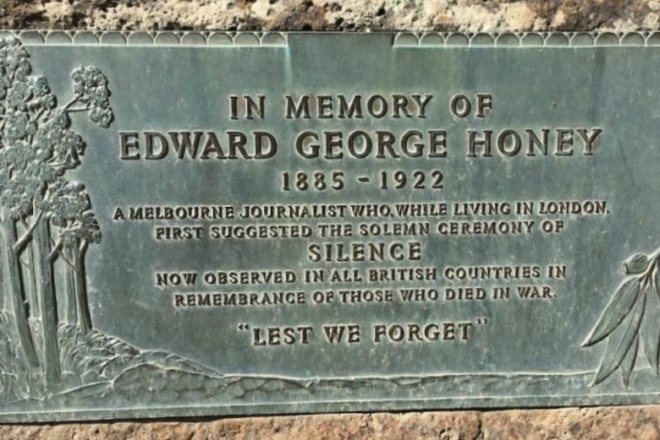 IN MEMORY OF
EDWARD GEORGE HONEY
1885 - 1922
A MELBOURNE JOURNALIST WHO, WHILE LIVING IN LONDON,
FIRST SUGGESTED THE SOLEMN CEREMONY OF
SILENCE
NOW OBSERVED IN ALL BRITISH COUNTRIES IN
REMEMBRANCE OF THOSE WHO DIED IN WAR.
"LEST WE FORGET"